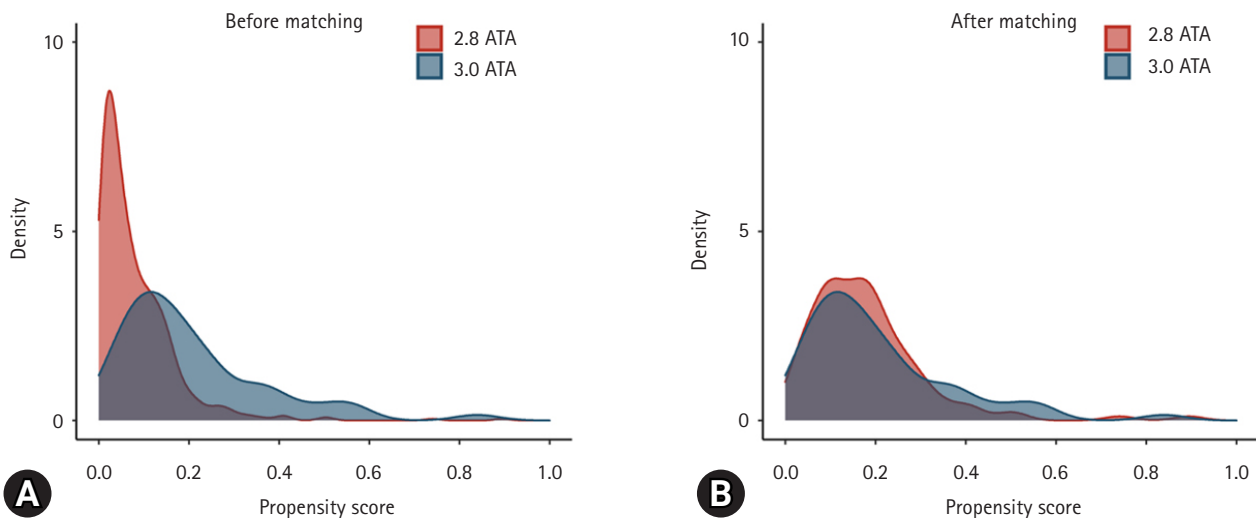 Before matching
2.8 ATA
3.0 ATA
10
5
0
Density
0.0 0.2 0.4 0.6 0.8 1.0
Propensity score
A
After matching
2.8 ATA
3.0 ATA
10
5
0
Density
0.0 0.2 0.4 0.6 0.8 1.0
Propensity score
B